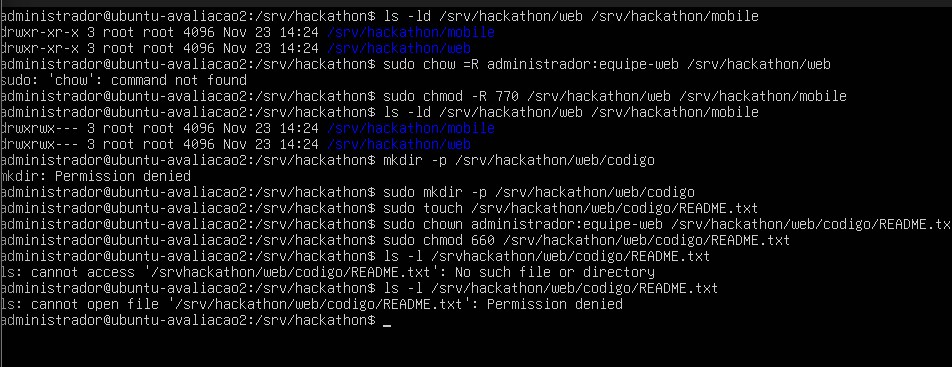 administrador@ubuntu-avaliacao2:/srv/hackathon$ ls -ld /srv/hackathon/web /srv/hackathon/mobile
drwxr-xr-x 3 root root 4096 Nov 23 14:24 /srv/hackathon/mobile
drwxr-xr-x 3 root root 4096 Nov 23 14:24 /srv/hackathon/web
administrador@ubuntu-avaliacao2:/srv/hackathon$ sudo chow =R administrador:equipe-web /srv/hackathon/web
sudo: 'chow': command not found
administrador@ubuntu-avaliacao2:/srv/hackathon$ sudo chmod -R 770 /srv/hackathon/web /srv/hackathon/mobile
administrador@ubuntu-avaliacao2:/srv/hackathon$ ls -ld /srv/hackathon/web /srv/hackathon/mobile
drwxrwx--- 3 root root 4096 Nov 23 14:24 /srv/hackathon/mobile
drwxrwx--- 3 root root 4096 Nov 23 14:24 /srv/hackathon/web
administrador@ubuntu-avaliacao2:/srv/hackathon$ mkdir -p /srv/hackathon/web/codigo
mkdir: Permission denied
administrador@ubuntu-avaliacao2:/srv/hackathon$ sudo mkdir -p /srv/hackathon/web/codigo
administrador@ubuntu-avaliacao2:/srv/hackathon$ sudo touch /srv/hackathon/web/codigo/README.txt
administrador@ubuntu-avaliacao2:/srv/hackathon$ sudo chown administrador:equipe-web /srv/hackathon/web/codigo/README.tx
administrador@ubuntu-avaliacao2:/srv/hackathon$ sudo chmod 660 /srv/hackathon/web/codigo/README.txt
administrador@ubuntu-avaliacao2:/srv/hackathon$ ls -l /srvhackathon/web/codigo/README.txt
ls: cannot access '/srvhackathon/web/codigo/README.txt': No such file or directory
administrador@ubuntu-avaliacao2:/srv/hackathon$ ls -l /srv/hackathon/web/codigo/README.txt
ls: cannot open file '/srv/hackathon/web/codigo/README.txt': Permission denied
administrador@ubuntu-avaliacao2:/srv/hackathon$ _